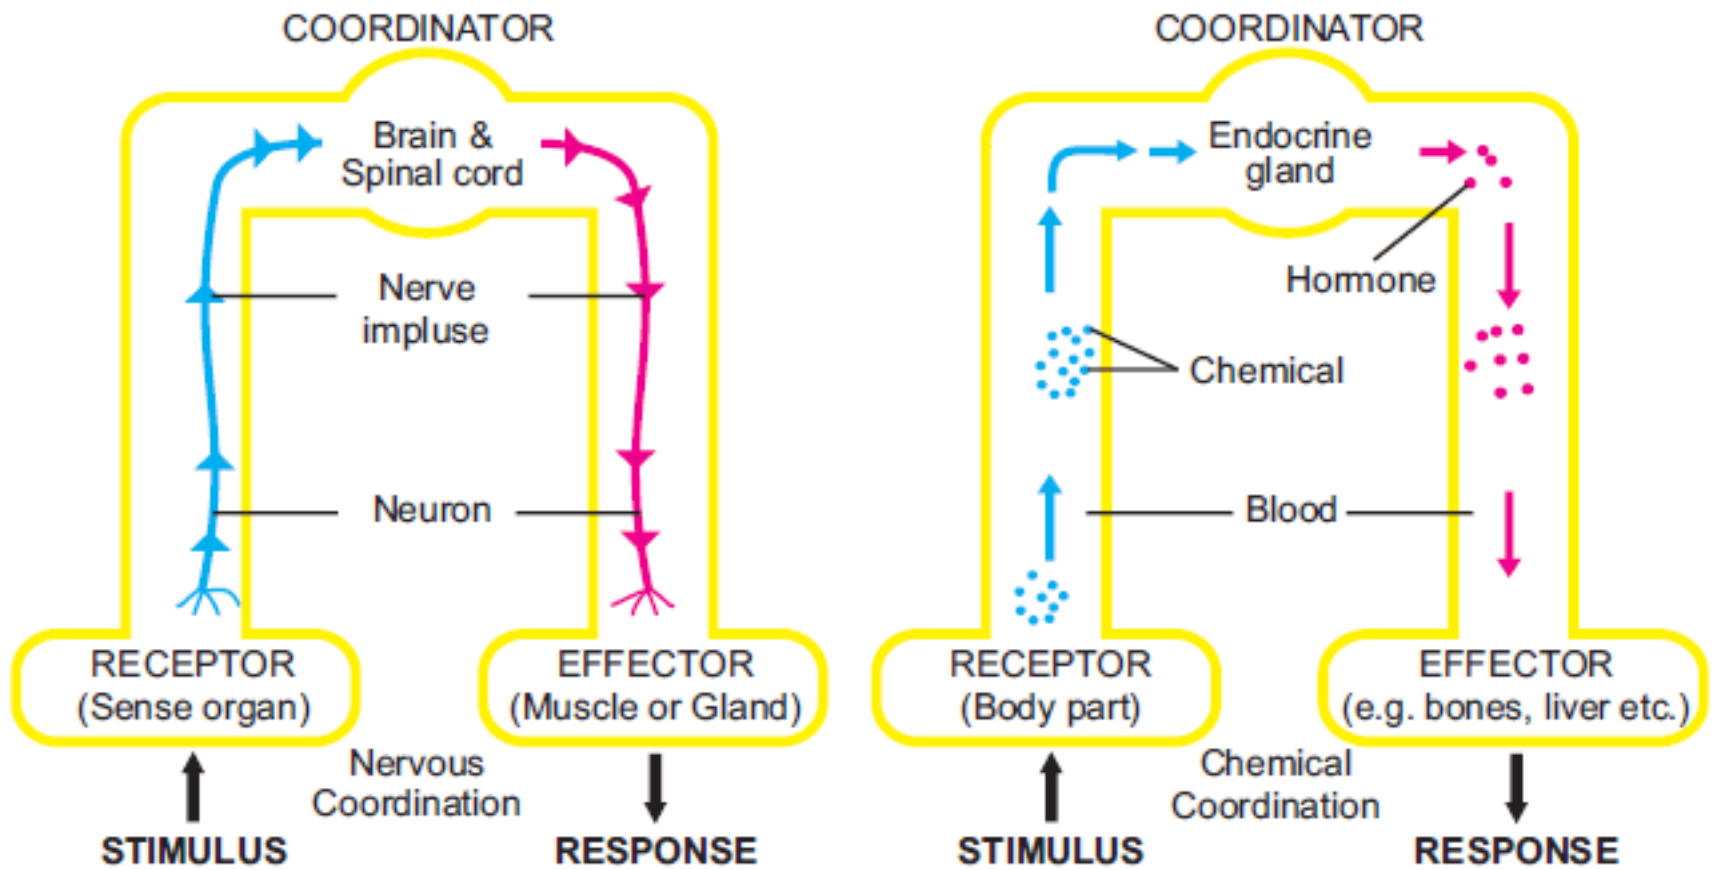 COORDINATOR
Brain &
Spinal cord
Nerve
impluse
Neuron
RECEPTOR
(Sense organ)
EFFECTOR
(Muscle or Gland)
Nervous
Coordination
STIMULUS
RESPONSE
COORDINATOR
Endocrine
gland
Hormone
Chemical
Blood
RECEPTOR
(Body part)
EFFECTOR
(e.g. bones, liver etc.)
Chemical
Coordination
STIMULUS
RESPONSE